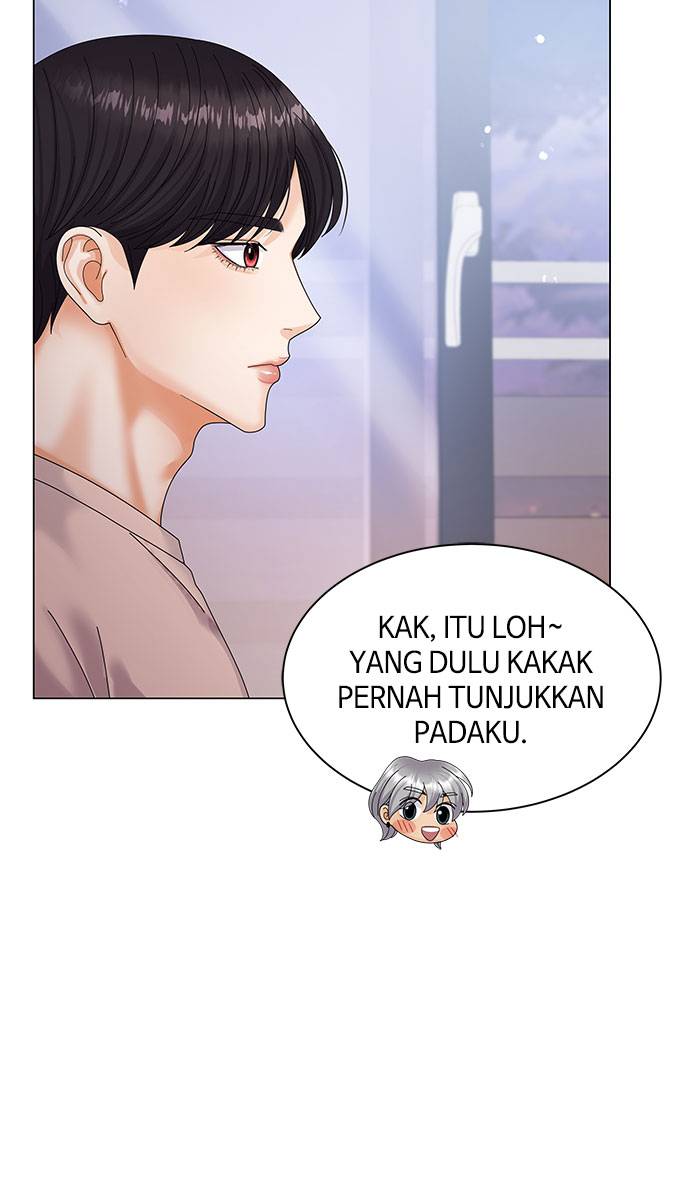 KAK, ITU LOH~
YANG DULU KAKAK
PERNAH TUNJUKKAN
PADAKU.